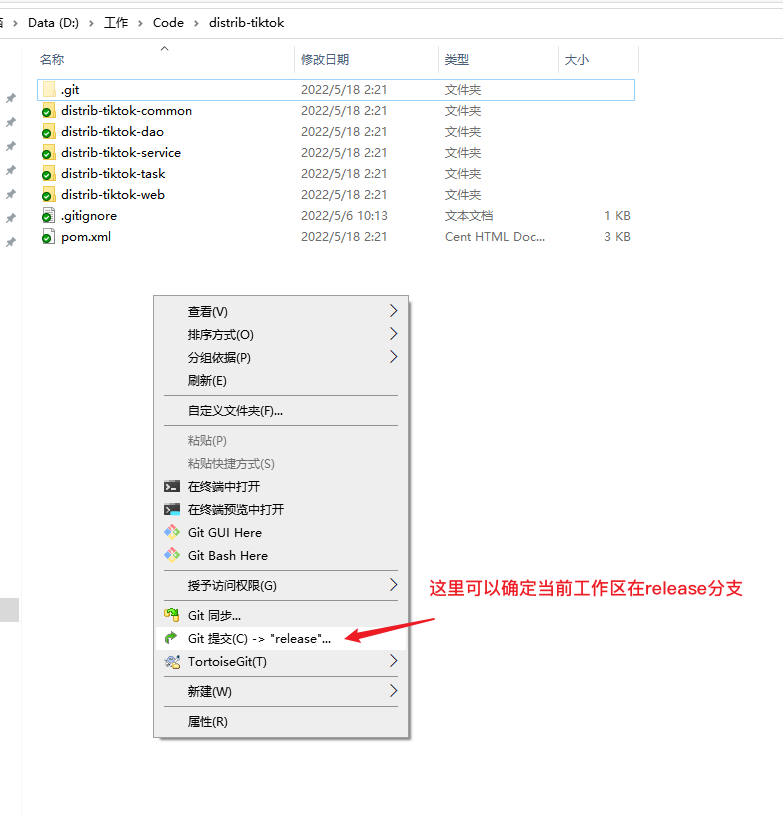 Data (D:) > 工作 > Code > distrib-tiktok
名称 修改日期 类型 大小
.git 2022/5/18 2:21 文件夹
distrib-tiktok-common 2022/5/18 2:21 文件夹
distrib-tiktok-dao 2022/5/18 2:21 文件夹
distrib-tiktok-service 2022/5/18 2:21 文件夹
distrib-tiktok-task 2022/5/18 2:21 文件夹
distrib-tiktok-web 2022/5/18 2:21 文件夹
.gitignore 2022/5/6 10:13 文本文档 1 KB
pom.xml 2022/5/18 2:21 Cent HTML Doc... 3 KB
查看(V)
排序方式(O)
分组依据(P)
刷新(E)
自定义文件夹(F)...
粘贴(P)
粘贴快捷方式(S)
在终端中打开
在终端预览中打开
Git GUI Here
Git Bash Here
授予访问权限(G)
这里可以确定当前工作区在release分支
Git 同步...
Git 提交(C) -> "release"...
TortoiseGit(T)
新建(W)
属性(R)